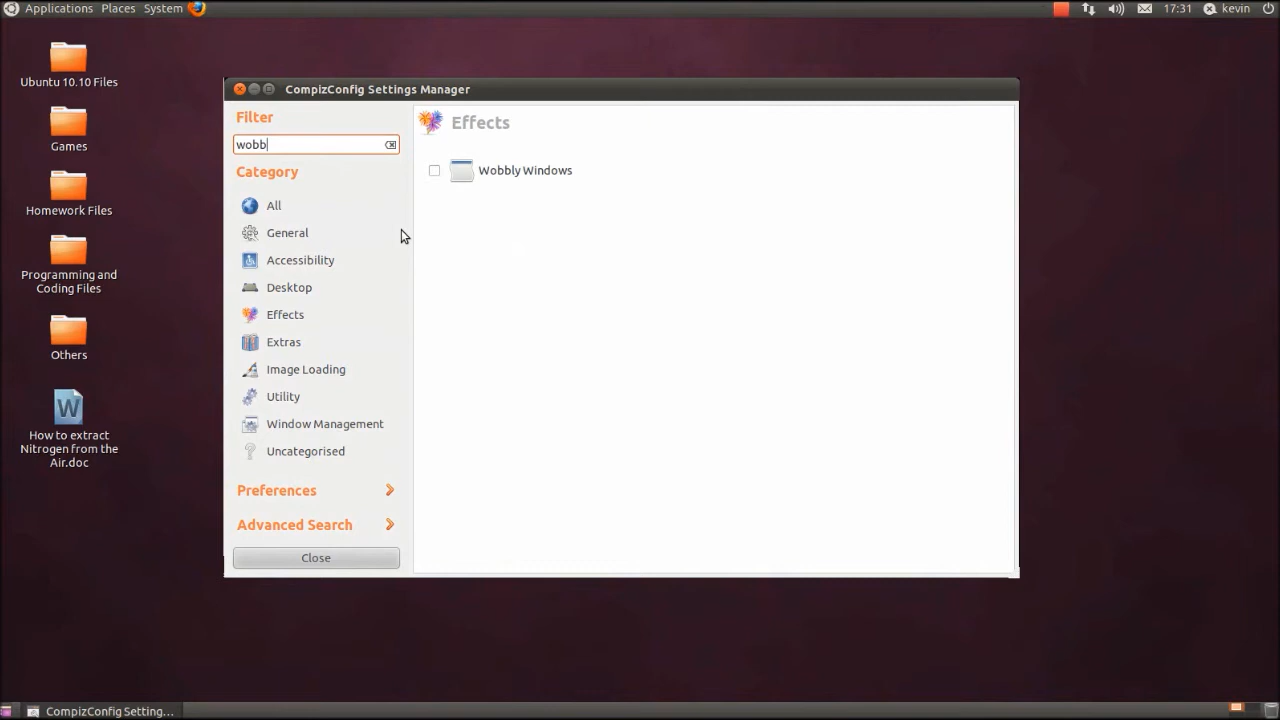 Applications Places System
17:31 kevin
Ubuntu 10.10 Files
Games
Homework Files
Programming and
Coding Files
Others
W
How to extract
Nitrogen from the
Air.doc
CompizConfig Settings Manager
Filter
wobb
Category
All
General
Accessibility
Desktop
Effects
Extras
Image Loading
Utility
Window Management
Uncategorised
Preferences
Advanced Search
Close
Effects
Wobbly Windows
CompizConfig Setting...